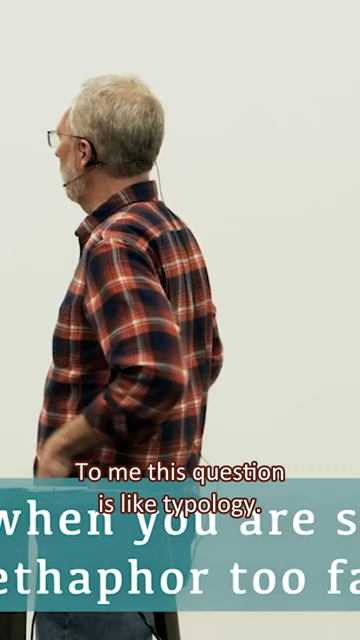 To me this question
is like typology.
when you are s
ethaphor too fa